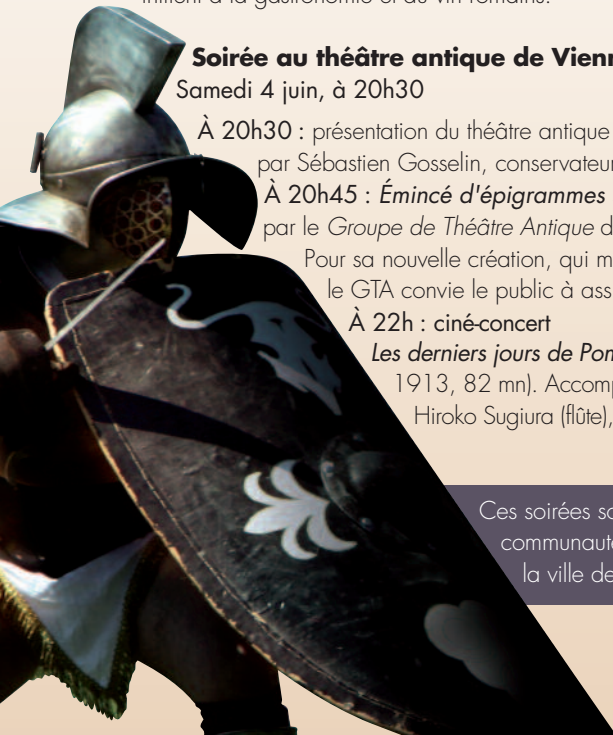 initient à la gastronomie et au vin romains.
Soirée au théâtre antique de Vienn
Samedi 4 juin, à 20h30
À 20h30 : présentation du théâtre antique
par Sébastien Gosselin, conservateur
À 20h45 : Émincé d'épigrammes
par le Groupe de Théâtre Antique d
Pour sa nouvelle création, qui m
le GTA convie le public à ass
À 22h : ciné-concert
Les derniers jours de Pom
1913, 82 mn). Accomp
Hiroko Sugiura (flûte),
Ces soirées so
communauté
la ville de